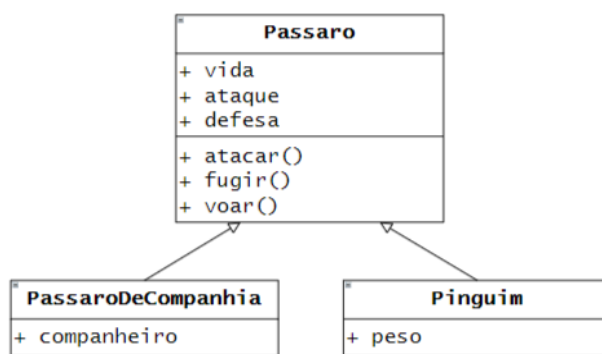 Passaro
+ vida
+ ataque
+ defesa
+ atacar()
+ fugir()
+ voar()
PassaroDeCompanhia
+ companheiro
Pinguim
+ peso